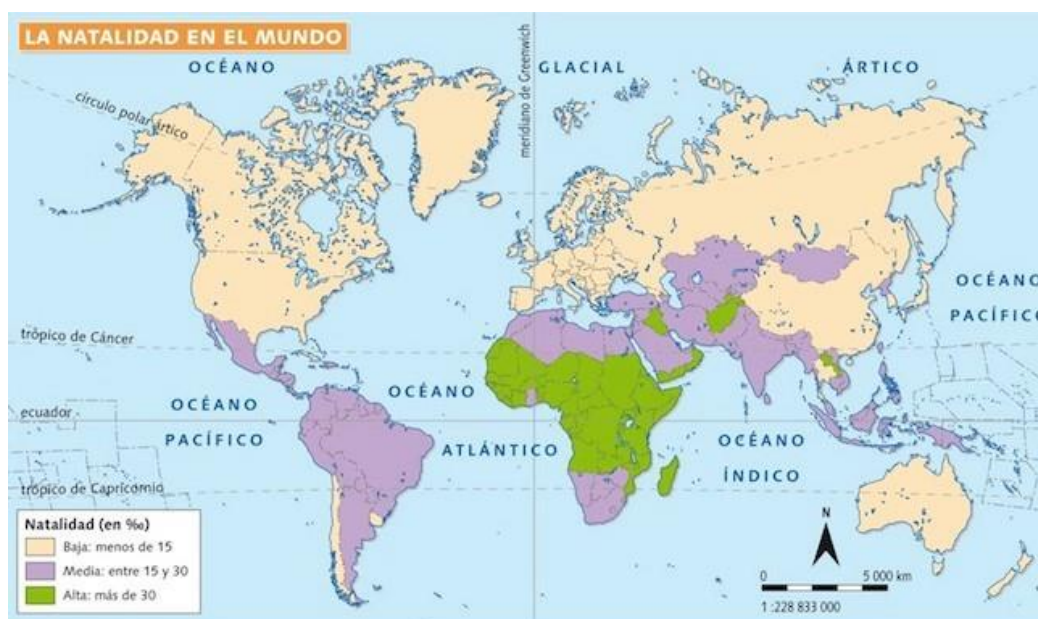 LA NATALIDAD EN EL MUNDO
OCÉANO
GLACIAL
ÁRTICO
círculo polar ártico
meridiano de Greenwich
OCÉANO
PACÍFICO
trópico de Cáncer
OCÉANO
ATLÁNTICO
OCÉANO
PACÍFICO
ecuador
OCÉANO
ÍNDICO
trópico de Capricornio
Natalidad (en ‰)
Baja: menos de 15
Media: entre 15 y 30
Alta: más de 30
N
0 5 000 km
1 :228 833 000